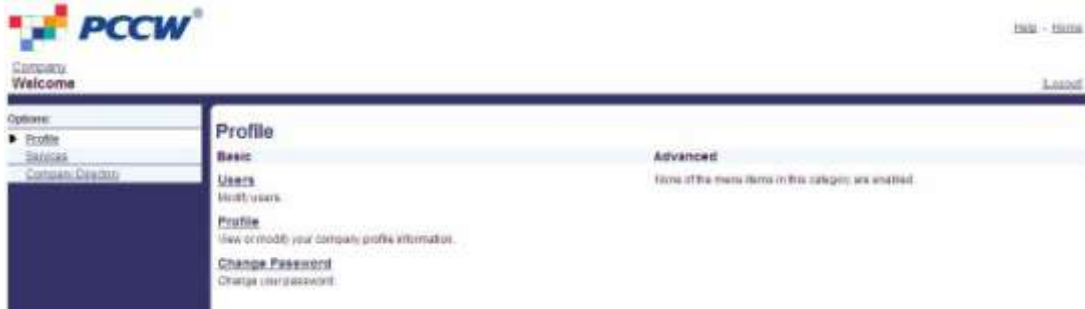 PCCW®
Help - Home
Company
Welcome
Logout
Options:
Profile
Services
Company Directory
Profile
Basic
Advanced
Users
Modify users.
None of the menu items in this category are enabled.
Profile
View or modify your company profile information.
Change Password
Change user password.